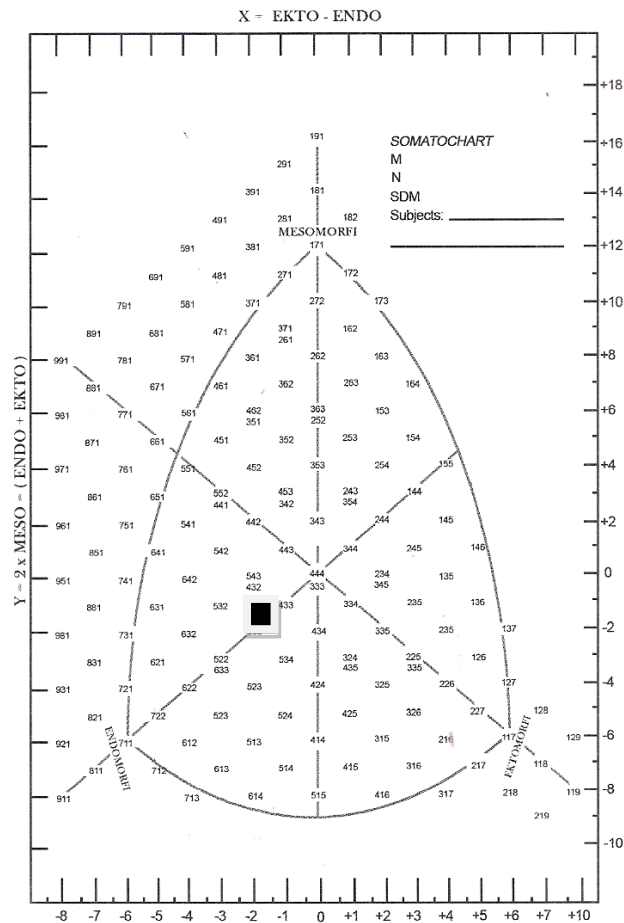 X = EKTO - ENDO
+18
191 +16
SOMATOCHART
291 M
N
391 181 SDM +14
491 281 182 Subjects:
MESOMORFI
591 381 171 +12
691 481 271 172
791 581 371 272 173 +10
891 681 471 371 162
261
991 781 571 361 262 163 +8
881 671 461 362 263 164
981 771 561 462 363 153 +6
351 252
871 661 451 352 253 154
971 761 551 452 353 254 155 +4
861 651 552 453 243 144
441 342 354
961 751 541 442 343 244 145 +2
851 641 542 443 344 245 146
951 741 642 543 444 234 135 0
432 333 345
881 631 532 433 334 235 136
981 731 632 434 335 235 137 -2
831 621 522 534 324 225 126
633 435 335
931 721 622 523 424 325 226 127 -4
821 722 523 524 425 326 227 128
921 711 612 513 414 315 216 117 129 -6
811 712 613 514 415 316 217 118
911 713 614 515 416 317 218 119 -8
219
-10
ENDOMORFI
EKTOMORFI
Y = 2 x MESO - ( ENDO + EKTO )
-8 -7 -6 -5 -4 -3 -2 -1 0 +1 +2 +3 +4 +5 +6 +7 +10